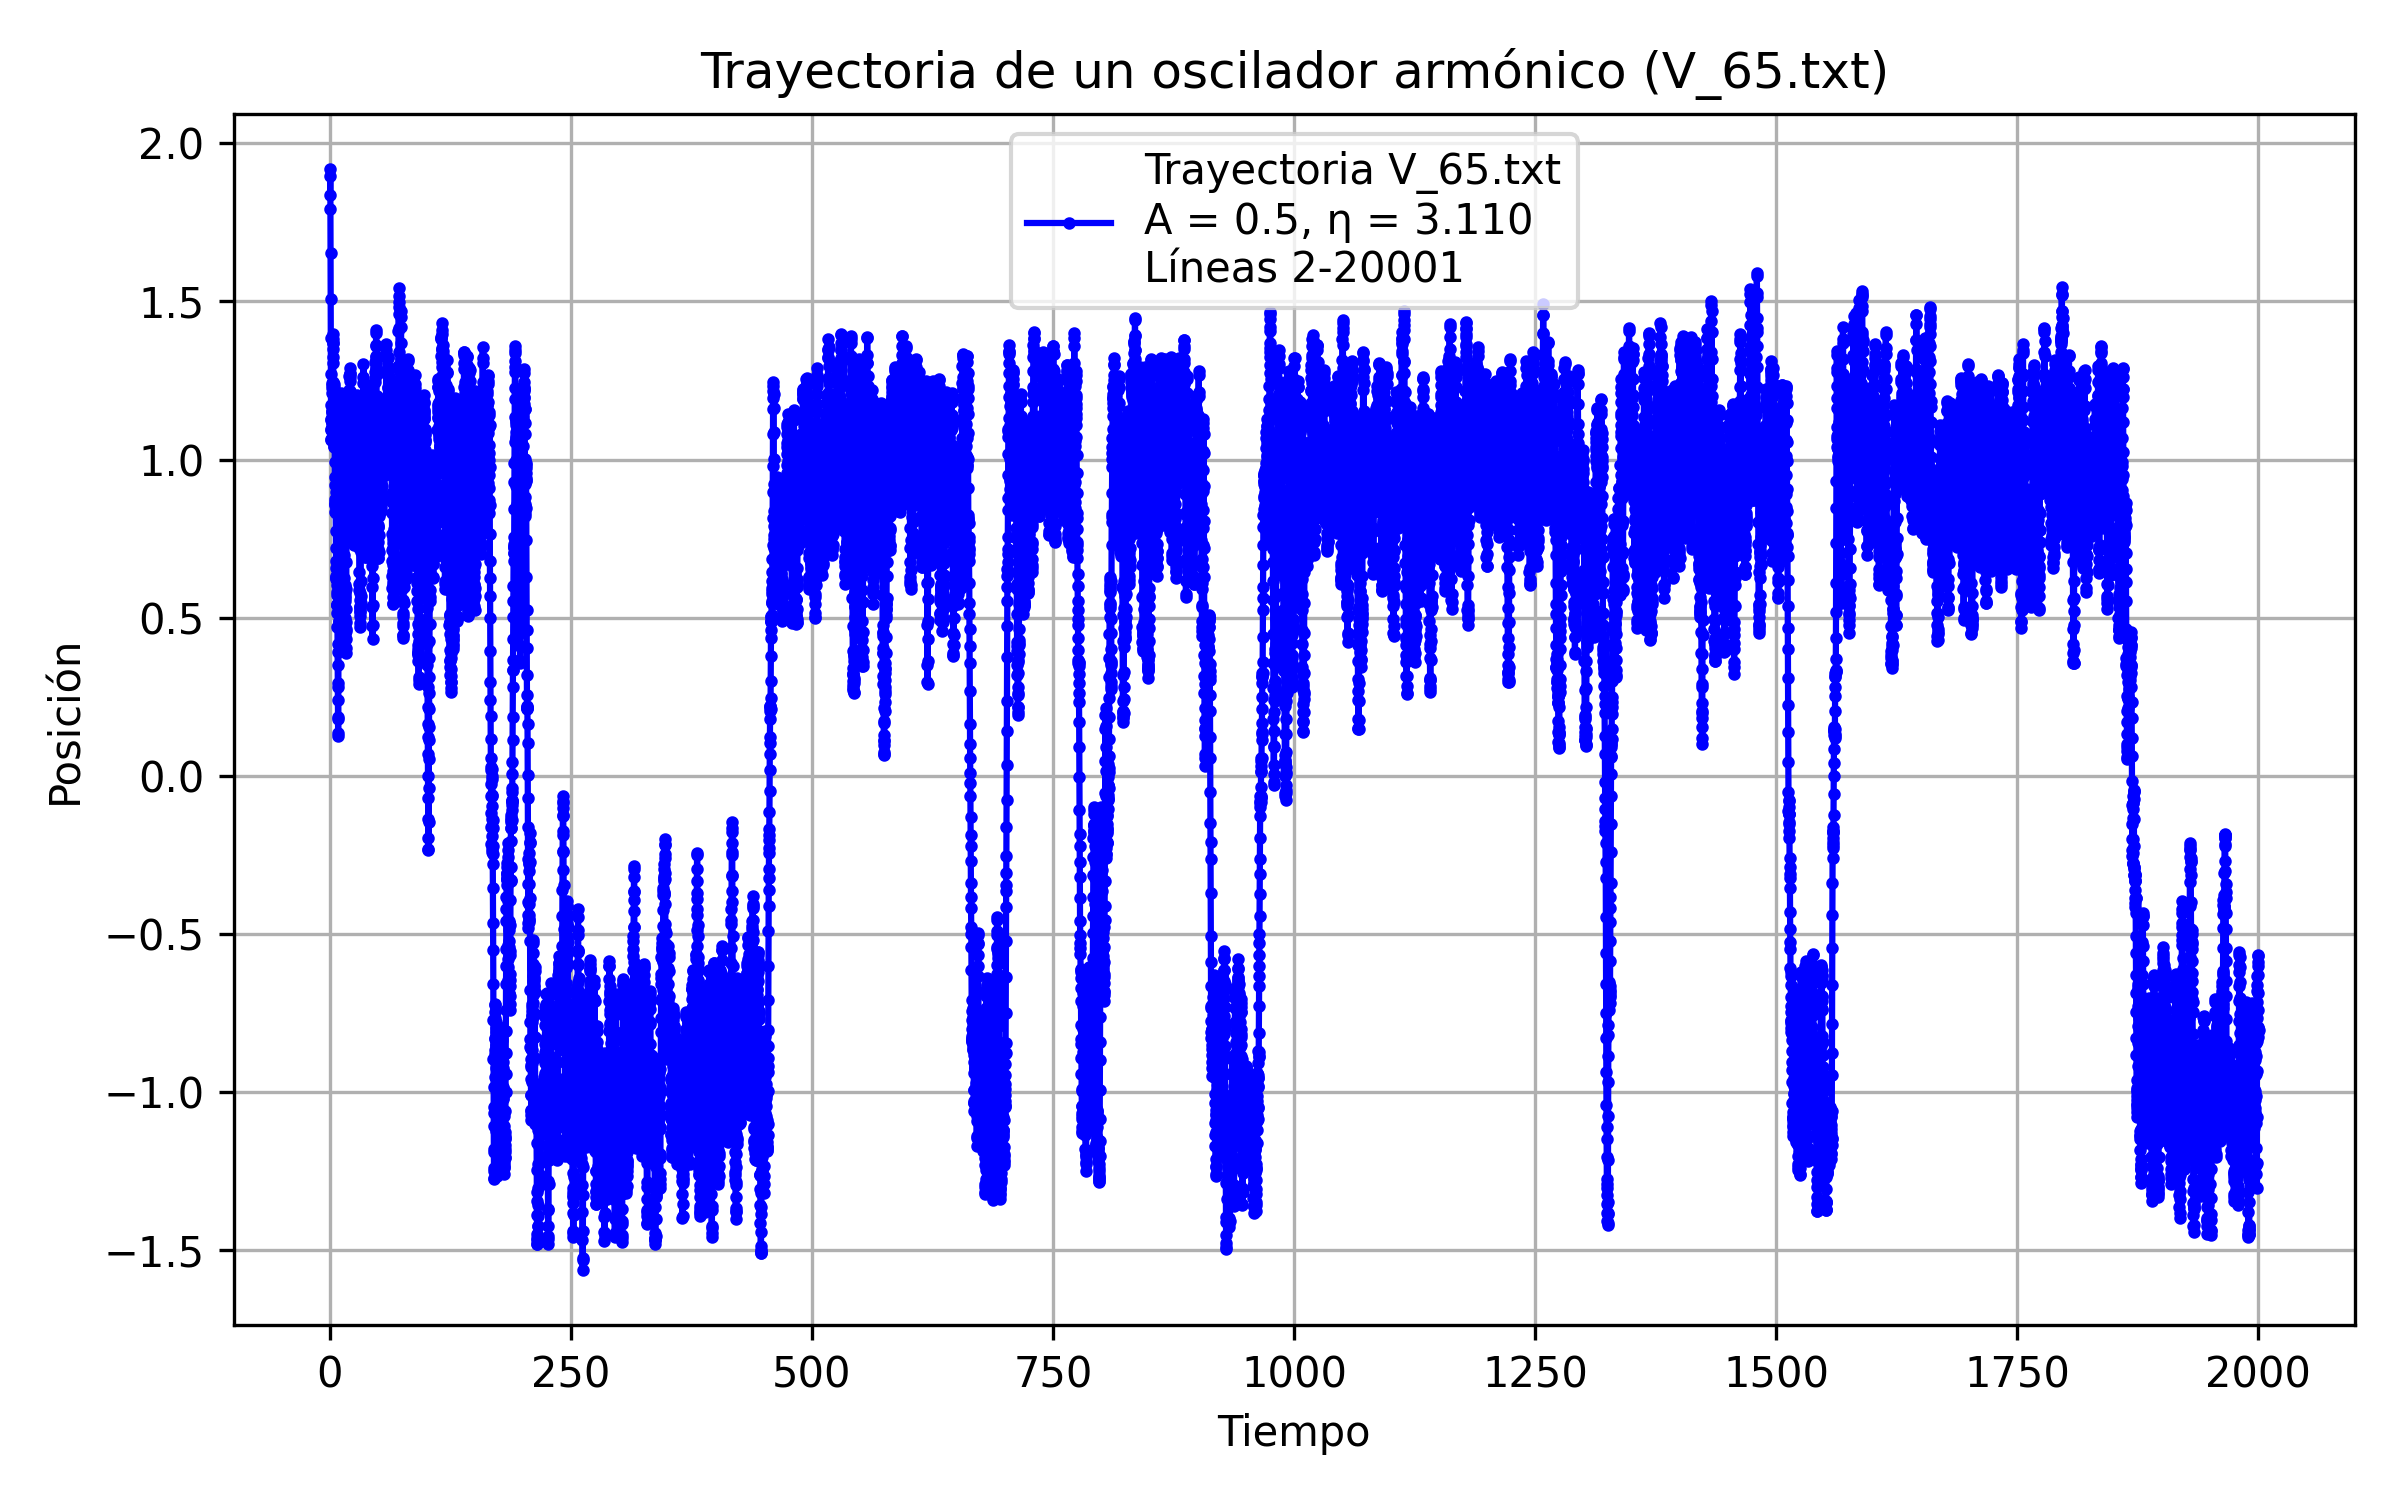 Trayectoria de un oscilador armónico (V_65.txt)
Trayectoria V_65.txt
A = 0.5, η = 3.110
Líneas 2-20001
Posición
2.0
1.5
1.0
0.5
0.0
−0.5
−1.0
−1.5
0 250 500 750 1000 1250 1500 1750 2000
Tiempo